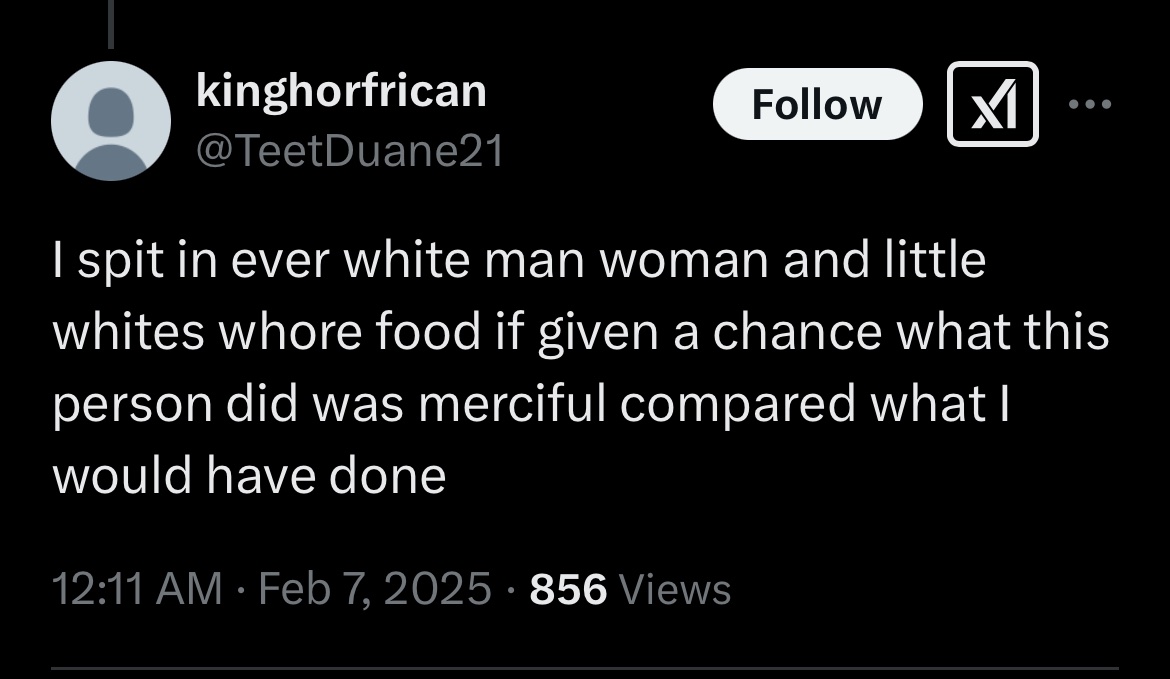 kinghorfrican
@TeetDuane21
Follow
I spit in ever white man woman and little
whites whore food if given a chance what this
person did was merciful compared what I
would have done
12:11 AM · Feb 7, 2025 · 856 Views